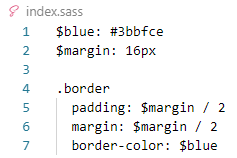 index.sass
1 $blue: #3bbfce
2 $margin: 16px
3
4 .border
5   padding: $margin / 2
6   margin: $margin / 2
7   border-color: $blue